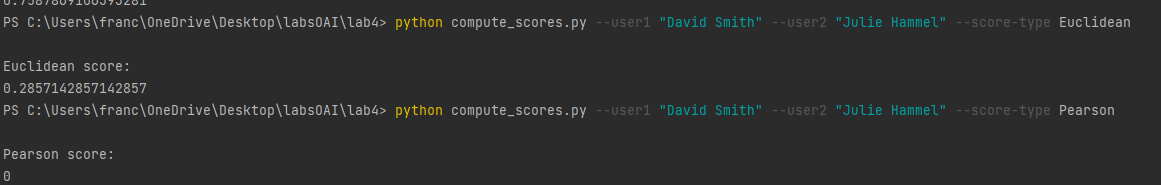 0.7587869106393281
PS C:\Users\franc\OneDrive\Desktop\labsOAI\lab4> python compute_scores.py --user1 "David Smith" --user2 "Julie Hammel" --score-type Euclidean
Euclidean score:
0.2857142857142857
PS C:\Users\franc\OneDrive\Desktop\labsOAI\lab4> python compute_scores.py --user1 "David Smith" --user2 "Julie Hammel" --score-type Pearson
Pearson score:
0